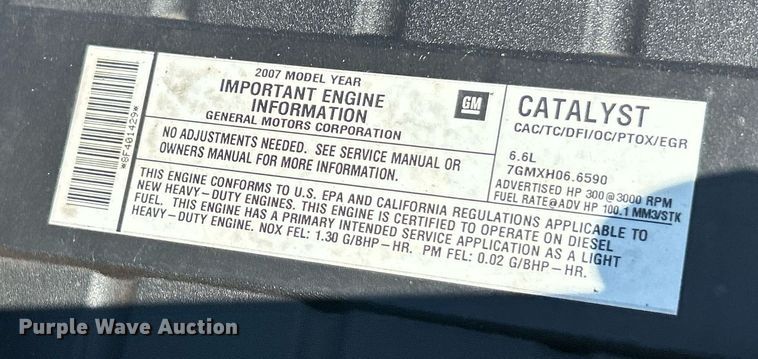 *8F401429*
2007 MODEL YEAR
IMPORTANT ENGINE
INFORMATION
GENERAL MOTORS CORPORATION
GM
NO ADJUSTMENTS NEEDED. SEE SERVICE MANUAL OR
OWNERS MANUAL FOR MORE INFORMATION.
CATALYST
CAC/TC/DFI/OC/PTOX/EGR
6.6L
7GMXH06.6590
ADVERTISED HP 300@3000 RPM
FUEL RATE@ADV HP 100.1 MM3/STK
THIS ENGINE CONFORMS TO U.S. EPA AND CALIFORNIA REGULATIONS APPLICABLE TO
NEW HEAVY-DUTY ENGINES. THIS ENGINE IS CERTIFIED TO OPERATE ON DIESEL
FUEL. THIS ENGINE HAS A PRIMARY INTENDED SERVICE APPLICATION AS A LIGHT
HEAVY-DUTY ENGINE. NOX FEL: 1.30 G/BHP-HR. PM FEL: 0.02 G/BHP-HR.
Purple Wave Auction